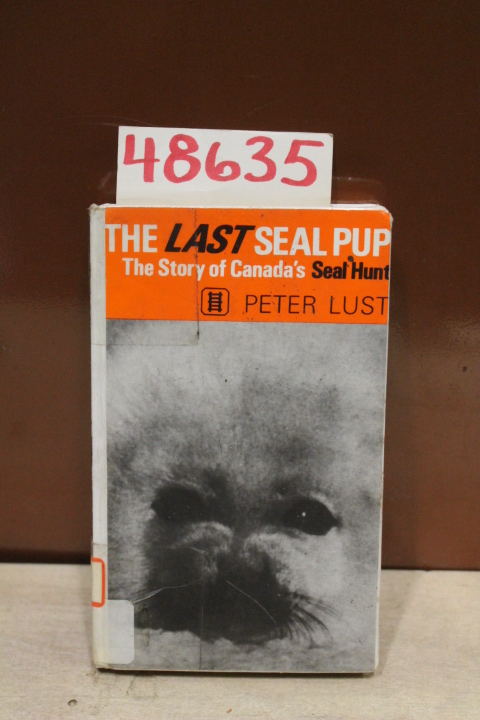 48635
THE LAST SEAL PUP
The Story of Canada's Seal Hunt
PETER LUST